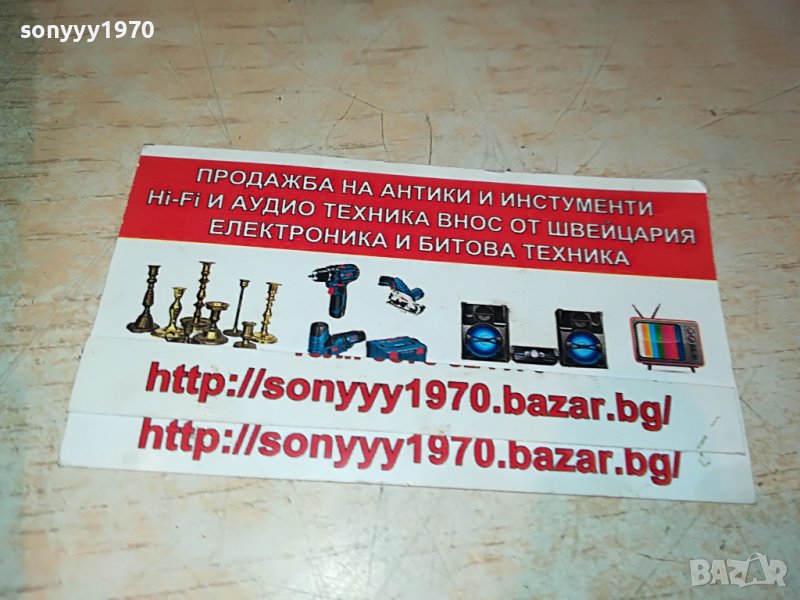 sonyyy1970
ПРОДАЖБА НА АНТИКИ И ИНСТУМЕНТИ
Hi-Fi И АУДИО ТЕХНИКА ВНОС ОТ ШВЕЙЦАРИЯ
ЕЛЕКТРОНИКА И БИТОВА ТЕХНИКА
http://sonyyy1970.bazar.bg/
http://sonyyy1970.bazar.bg/
BAZAR